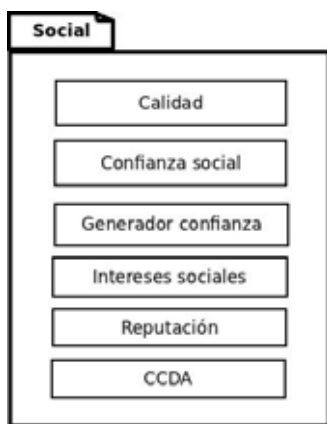 Social
Calidad
Confianza social
Generador confianza
Intereses sociales
Reputación
CCDA